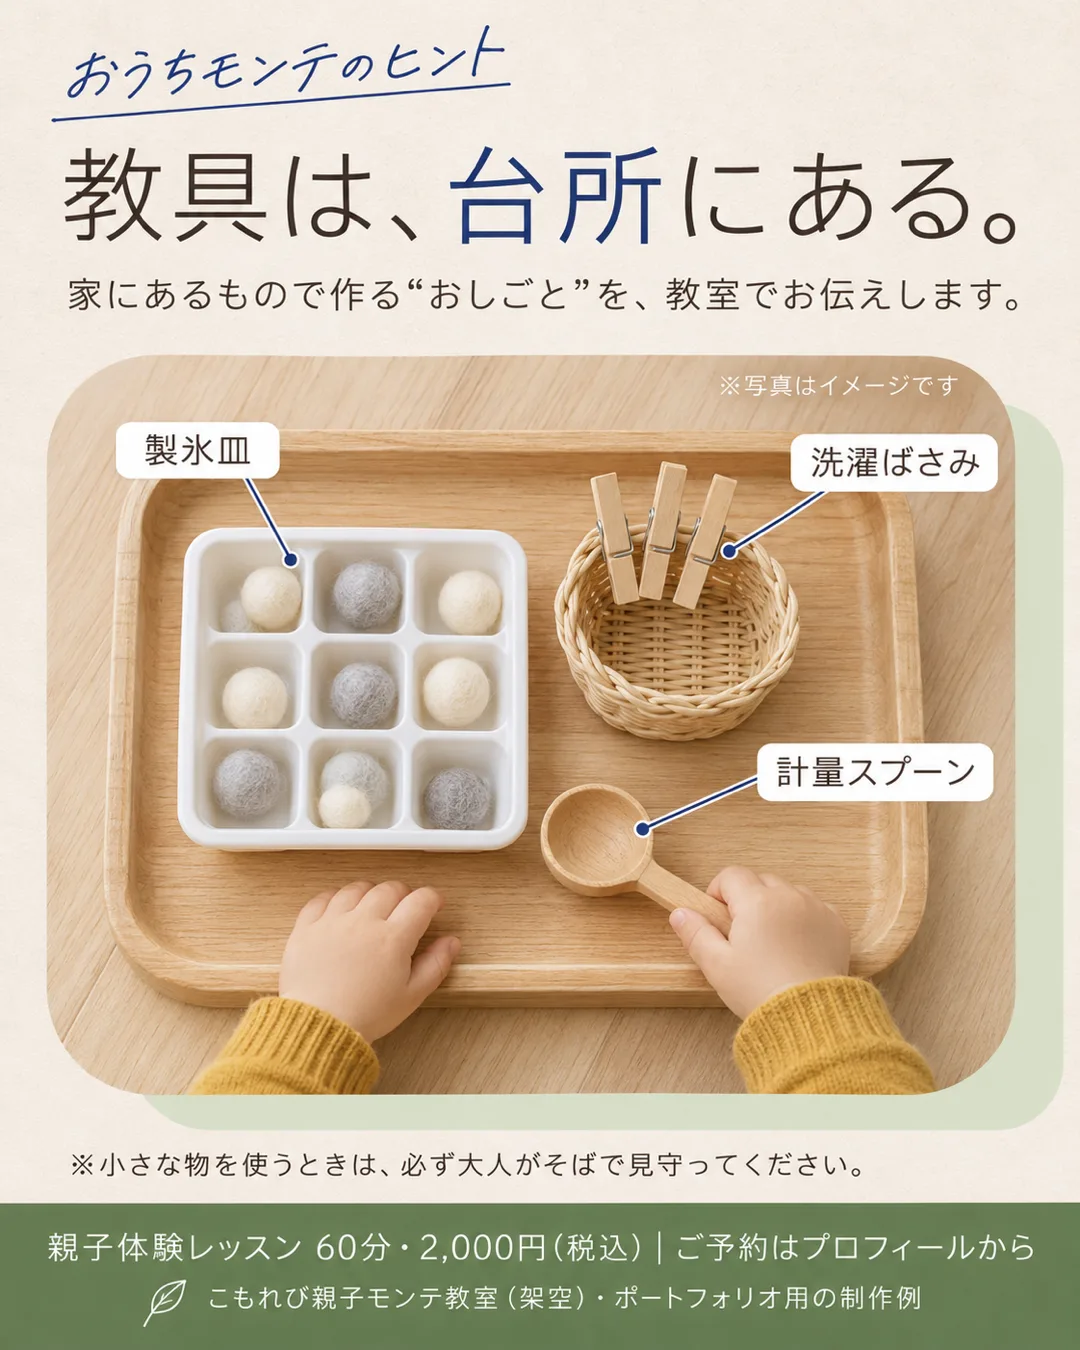 おうちモンテのヒント
教具は、台所にある。
家にあるもので作る“おしごと”を、教室でお伝えします。
※写真はイメージです
製氷皿
洗濯ばさみ
計量スプーン
※小さな物を使うときは、必ず大人がそばで見守ってください。
親子体験レッスン 60分・2,000円(税込) | ご予約はプロフィールから
こもれび親子モンテ教室(架空)・ポートフォリオ用の制作例